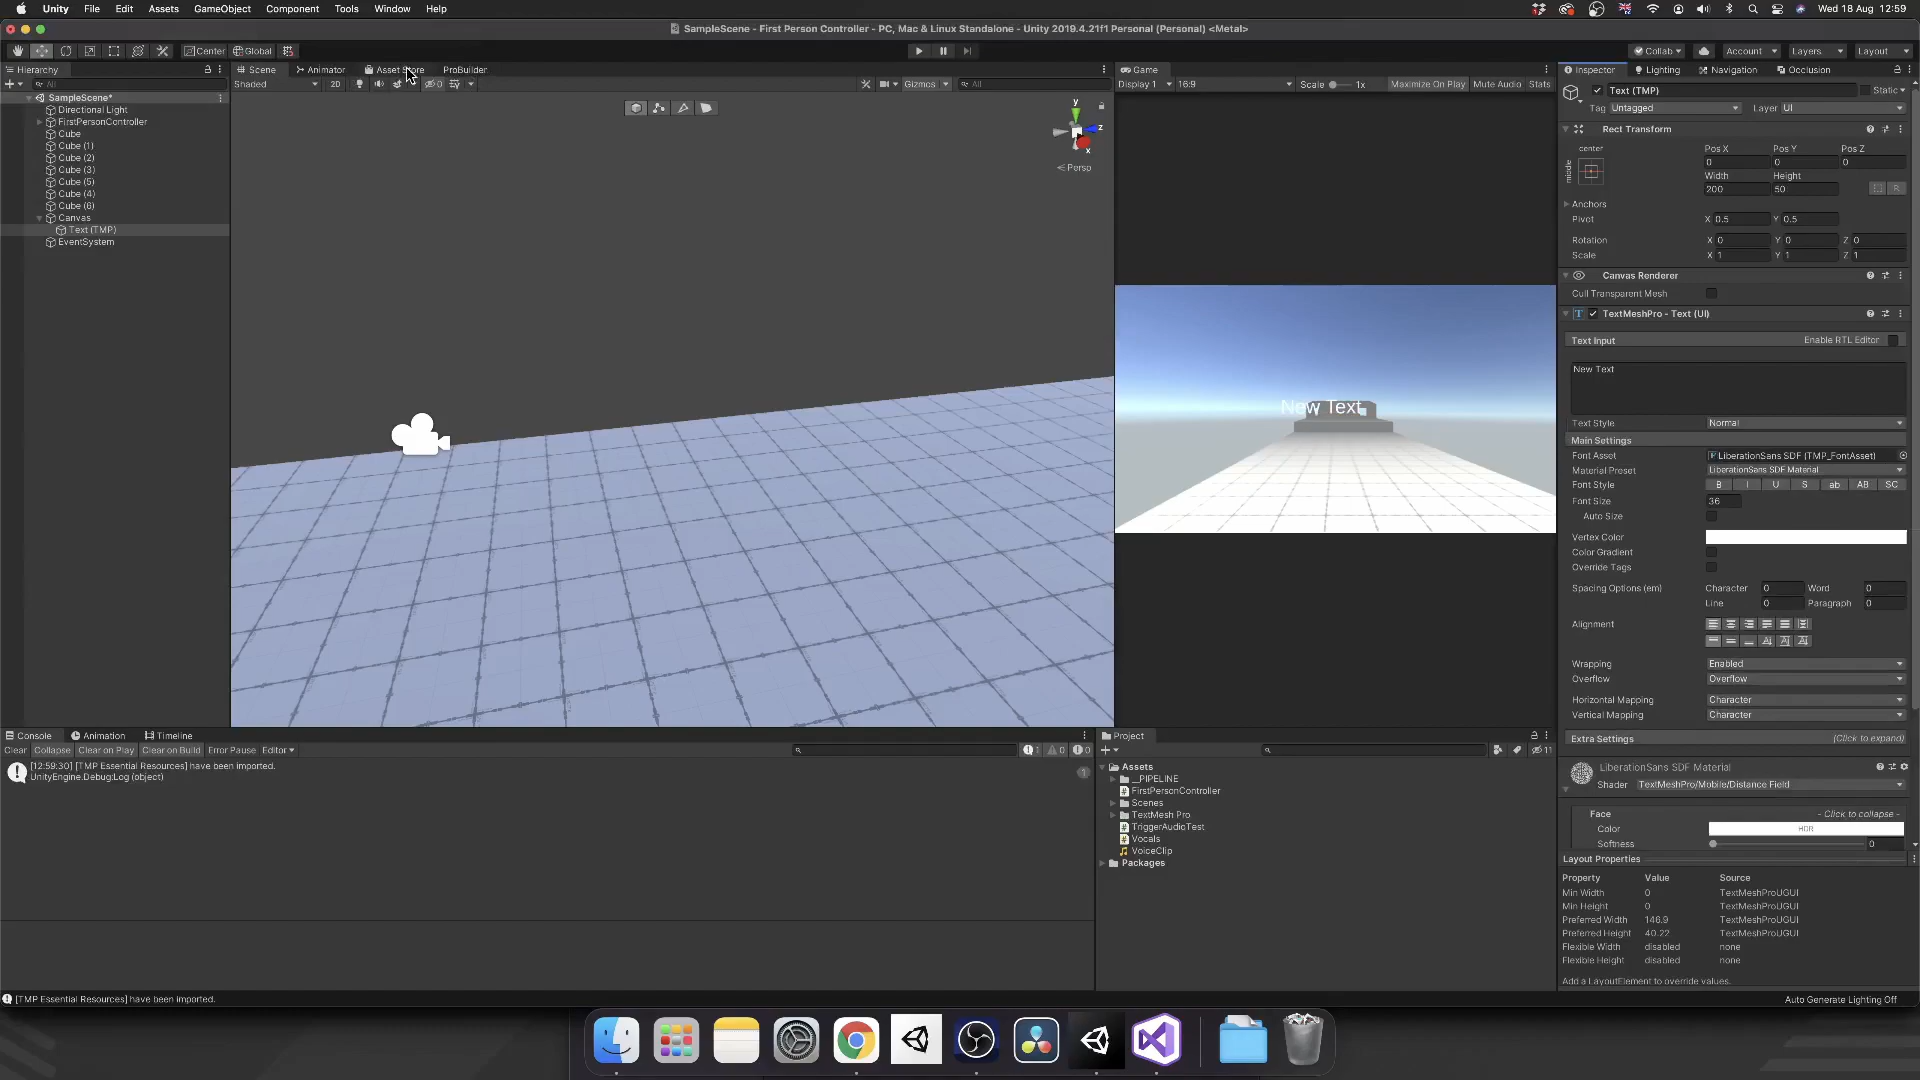 Unity File Edit Assets GameObject Component Tools Window Help Wed 18 Aug 12:59
SampleScene - First Person Controller - PC, Mac & Linux Standalone - Unity 2019.4.21f1 Personal (Personal) <Metal>
Center Global Collab Account Layers Layout
Hierarchy
All
SampleScene*
Directional Light
FirstPersonController
Cube
Cube (1)
Cube (2)
Cube (3)
Cube (5)
Cube (4)
Cube (6)
Canvas
Text (TMP)
EventSystem
Scene Animator Asset Store ProBuilder
Shaded 2D 0 Gizmos All
y
z
x
Persp
Game
Display 1 16:9 Scale 1x Maximize On Play Mute Audio Stats
New Text
Inspector Lighting Navigation Occlusion
Text (TMP) Static
Tag Untagged Layer UI
Rect Transform
center Pos X Pos Y Pos Z
middle 0 0 0
Width Height
200 50 R
Anchors
Pivot X 0.5 Y 0.5
Rotation X 0 Y 0 Z 0
Scale X 1 Y 1 Z 1
Canvas Renderer
Cull Transparent Mesh
TextMeshPro - Text (UI)
Text Input Enable RTL Editor
New Text
Text Style Normal
Main Settings
Font Asset LiberationSans SDF (TMP_FontAsset)
Material Preset LiberationSans SDF Material
Font Style B I U S ab AB SC
Font Size 36
Auto Size
Vertex Color
Color Gradient
Override Tags
Spacing Options (em) Character 0 Word 0
Line 0 Paragraph 0
Alignment
Wrapping Enabled
Overflow Overflow
Horizontal Mapping Character
Vertical Mapping Character
Extra Settings (Click to expand)
LiberationSans SDF Material
Shader TextMeshPro/Mobile/Distance Field
Face - Click to collapse -
Color HDR
Softness 0
Layout Properties
Property Value Source
Min Width 0 TextMeshProUGUI
Min Height 0 TextMeshProUGUI
Preferred Width 146.9 TextMeshProUGUI
Preferred Height 40.22 TextMeshProUGUI
Flexible Width disabled none
Flexible Height disabled none
Add a LayoutElement to override values.
Console Animation Timeline
Clear Collapse Clear on Play Clear on Build Error Pause Editor 1 0 0
[12:59:30] [TMP Essential Resources] have been imported.
UnityEngine.Debug:Log (object)
1
Project
11
Assets
__PIPELINE
FirstPersonController
Scenes
TextMesh Pro
TriggerAudioTest
Vocals
VoiceClip
Packages
[TMP Essential Resources] have been imported. Auto Generate Lighting Off